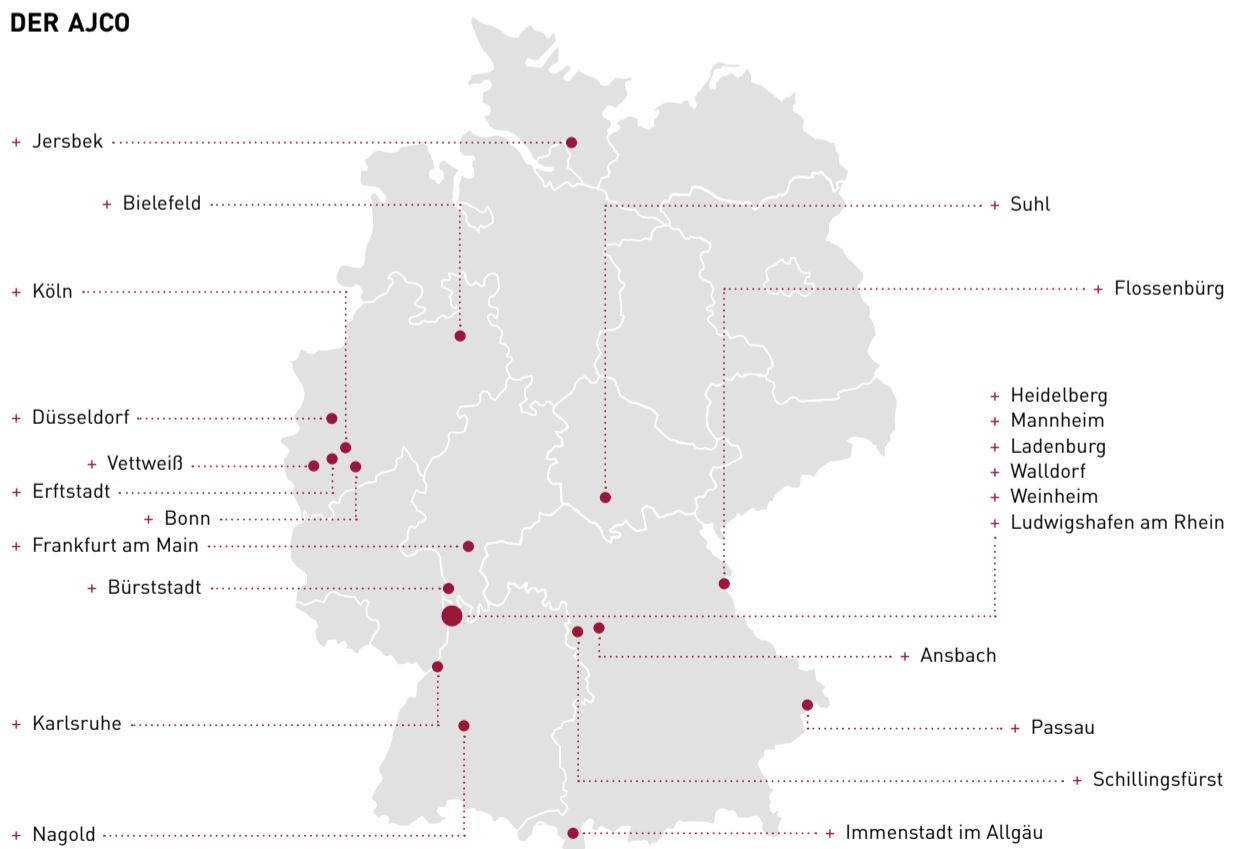 DER AJCO
+ Jersbek
+ Bielefeld
+ Suhl
+ Köln
+ Flossenbürg
+ Heidelberg
+ Mannheim
+ Ladenburg
+ Walldorf
+ Weinheim
+ Ludwigshafen am Rhein
+ Düsseldorf
+ Vettweiß
+ Erftstadt
+ Bonn
+ Frankfurt am Main
+ Bürststadt
+ Ansbach
+ Karlsruhe
+ Passau
+ Schillingsfürst
+ Nagold
+ Immenstadt im Allgäu